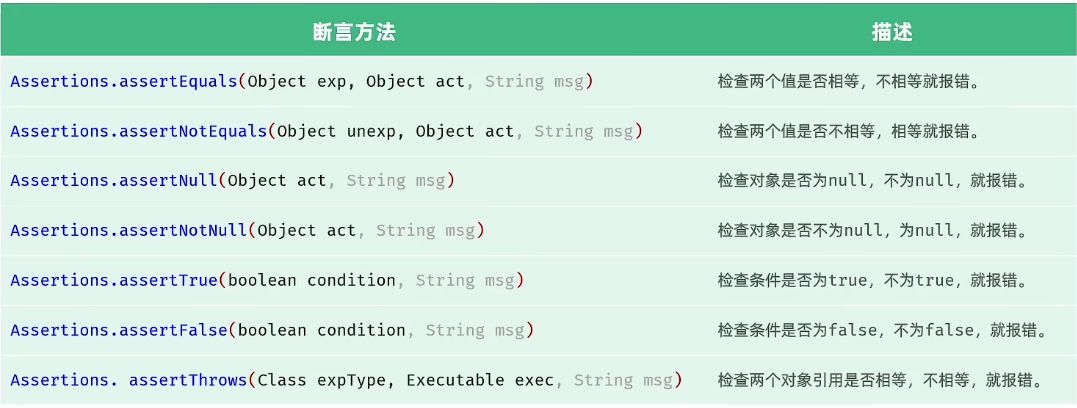 断言方法 描述
Assertions.assertEquals(Object exp, Object act, String msg) 检查两个值是否相等，不相等就报错。
Assertions.assertNotEquals(Object unexp, Object act, String msg) 检查两个值是否不相等，相等就报错。
Assertions.assertNull(Object act, String msg) 检查对象是否为null，不为null，就报错。
Assertions.assertNotNull(Object act, String msg) 检查对象是否不为null，为null，就报错。
Assertions.assertTrue(boolean condition, String msg) 检查条件是否为true，不为true，就报错。
Assertions.assertFalse(boolean condition, String msg) 检查条件是否为false，不为false，就报错。
Assertions. assertThrows(Class expType, Executable exec, String msg) 检查两个对象引用是否相等，不相等，就报错。